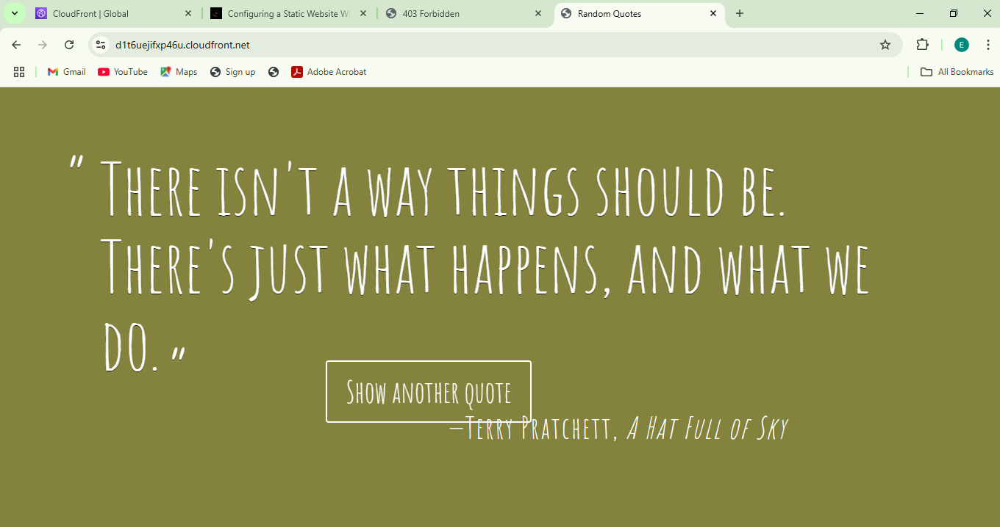 CloudFront | Global
Configuring a Static Website Wi
403 Forbidden
Random Quotes
d1t6uejifxp46u.cloudfront.net
E
Gmail
YouTube
Maps
Sign up
Adobe Acrobat
All Bookmarks
“ There isn't a way things should be.
There's just what happens, and what we
do. ”
Show another quote
—Terry Pratchett, A Hat Full of Sky